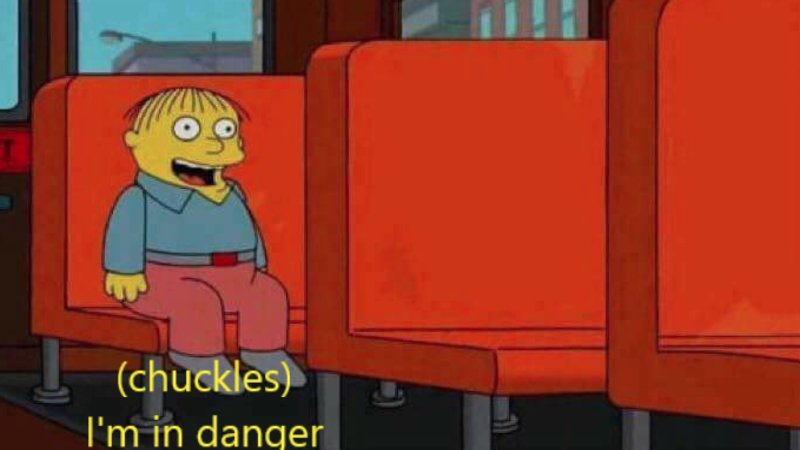 (chuckles)
I'm in danger